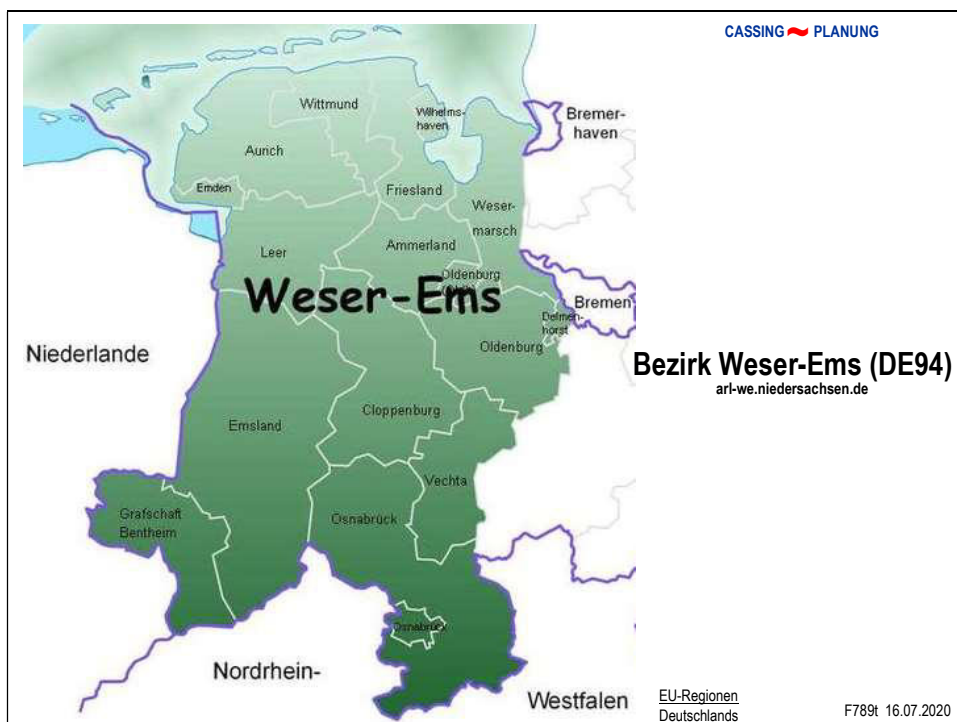 CASSING ~ PLANUNG
Wittmund
Wilhelms-
haven
Bremer-
haven
Aurich
Emden
Friesland
Weser-
marsch
Leer
Ammerland
Oldenburg
Weser-Ems
Bremen
Delmen-
horst
Oldenburg
Niederlande
Bezirk Weser-Ems (DE94)
arl-we.niedersachsen.de
Cloppenburg
Emsland
Vechta
Grafschaft
Bentheim
Osnabrück
Osnabrück
Nordrhein-
Westfalen
EU-Regionen
Deutschlands
F789t 16.07.2020